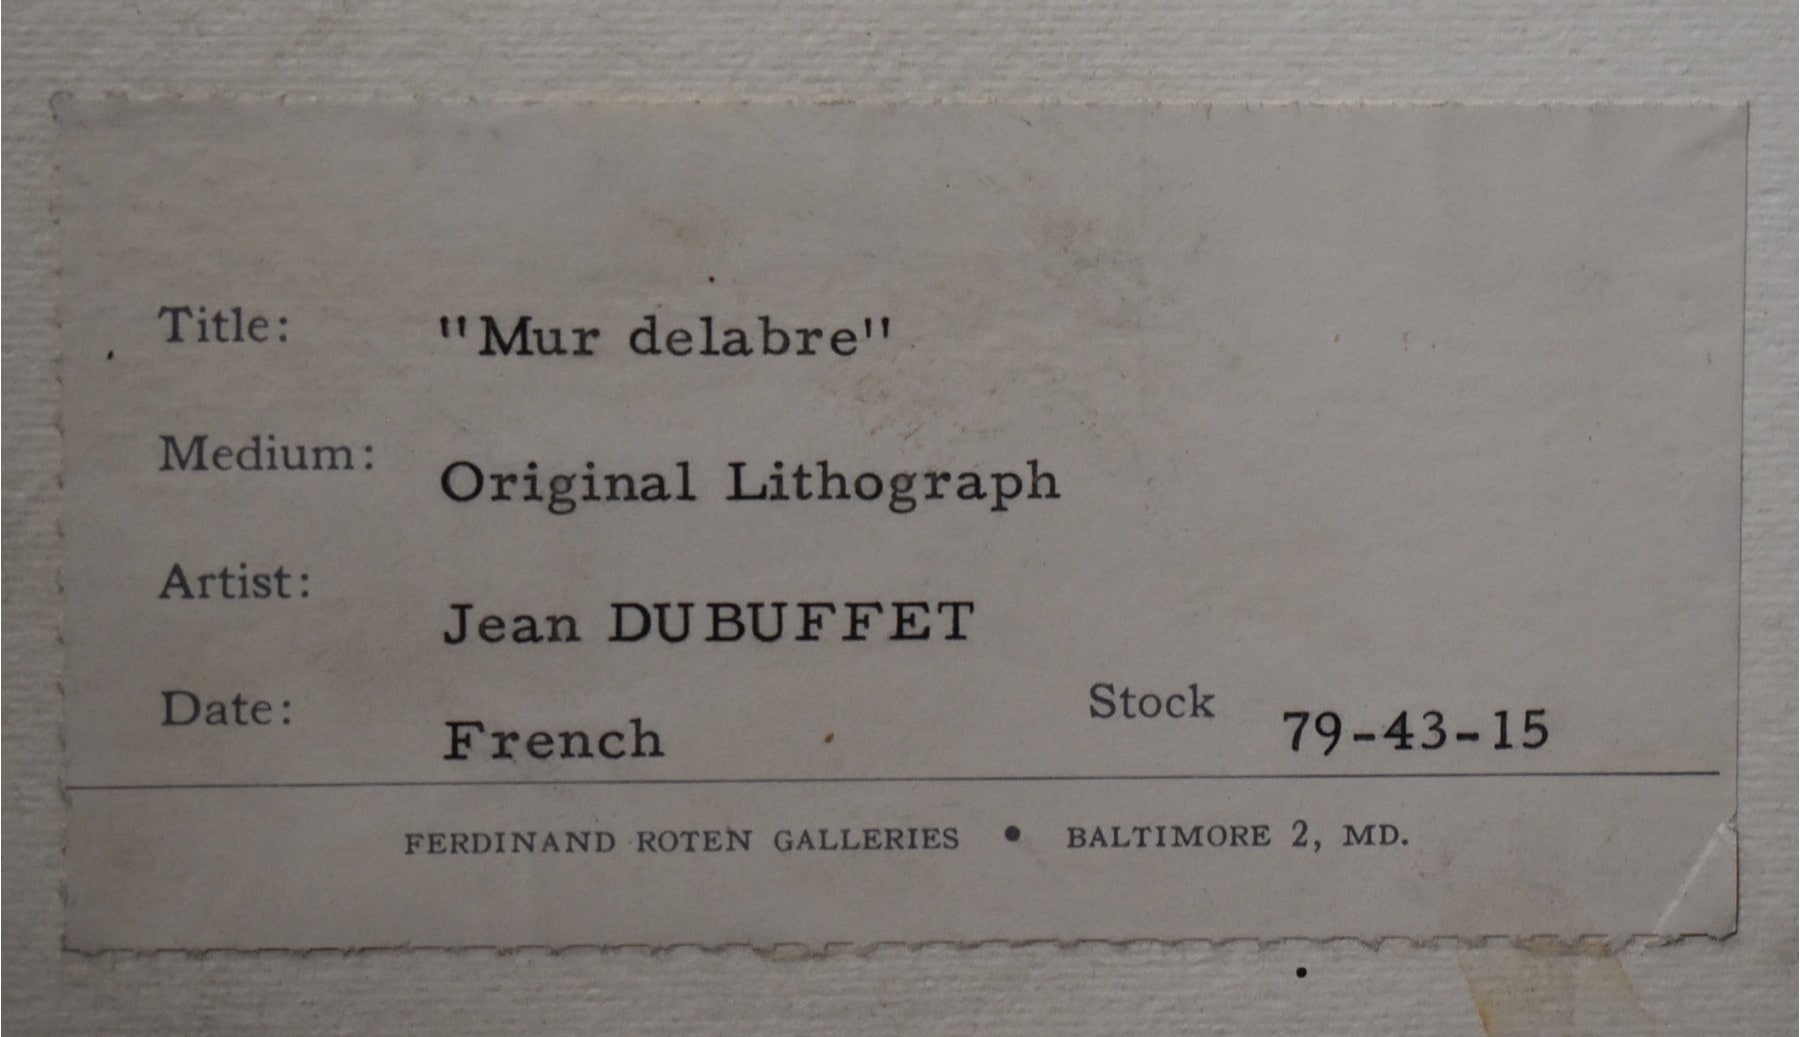 Title: "Mur delabre"
Medium: Original Lithograph
Artist: Jean DUBUFFET
Date: French Stock 79-43-15
FERDINAND ROTEN GALLERIES • BALTIMORE 2, MD.